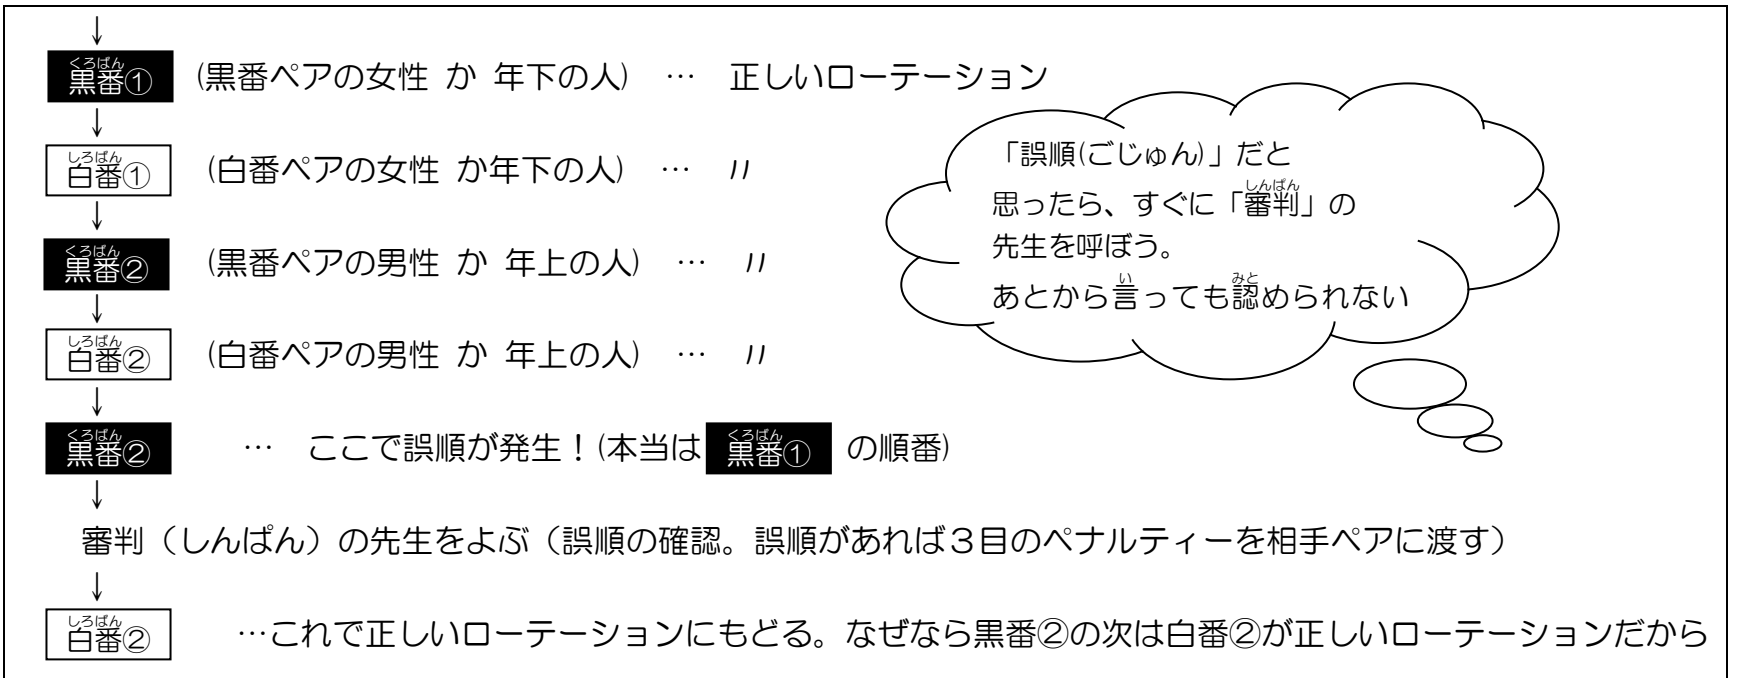 ↓
黒番① (黒番ペアの女性 か 年下の人) … 正しいローテーション
↓
白番① (白番ペアの女性 か年下の人) … 〃
↓
黒番② (黒番ペアの男性 か 年上の人) … 〃
↓
白番② (白番ペアの男性 か 年上の人) … 〃
↓
黒番② … ここで誤順が発生！(本当は 黒番① の順番)
↓
審判（しんぱん）の先生をよぶ（誤順の確認。誤順があれば３目のペナルティーを相手ペアに渡す）
↓
白番② …これで正しいローテーションにもどる。なぜなら黒番②の次は白番②が正しいローテーションだから
「誤順(ごじゅん)」だと
思ったら、すぐに「審判」の
先生を呼ぼう。
あとから言っても認められない